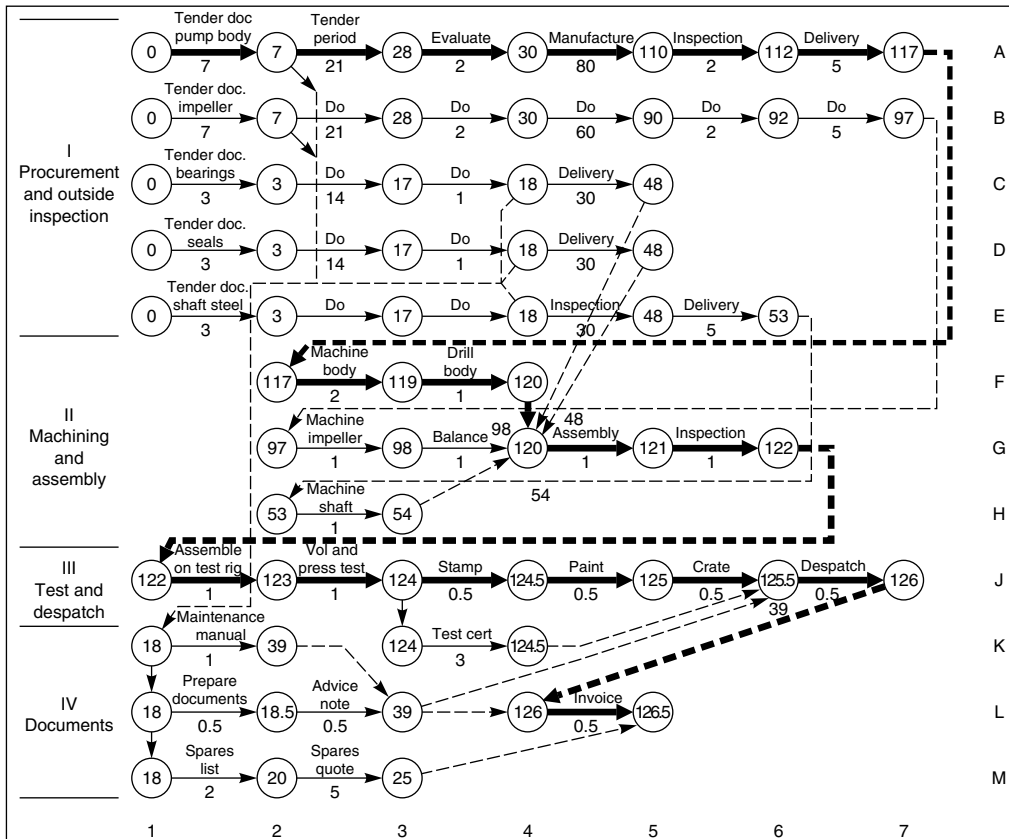 Tender doc Tender
pump body period Evaluate Manufacture Inspection Delivery
0 7 28 30 110 112 117 A
7 21 2 80 2 5
Tender doc.
impeller Do Do Do Do Do
0 7 28 30 90 92 97 B
7 21 2 60 2 5
I
Procurement
and outside
inspection
Tender doc.
bearings Do Do Delivery
0 3 17 18 48 C
3 14 1 30
Tender doc.
seals Do Do Delivery
0 3 17 18 48 D
3 14 1 30
Tender doc.
shaft steel Do Do Inspection Delivery
0 3 17 18 48 53 E
3 30 5
Machine Drill
body body
117 119 120 F
2 1
II
Machining
and
assembly
98 48
Machine
impeller Balance Assembly Inspection
97 98 120 121 122 G
1 1 1 1
Machine
shaft
53 54 54 H
1
III
Test and
despatch
Assemble Vol and
on test rig press test Stamp Paint Crate Despatch
122 123 124 124.5 125 125.5 126 J
1 1 0.5 0.5 0.5 0.5
39
IV
Documents
Maintenance
manual Test cert
18 39 124 124.5 K
1 3
Prepare Advice
documents note Invoice
18 18.5 39 126 126.5 L
0.5 0.5 0.5
Spares Spares
list quote
18 20 25 M
2 5
1 2 3 4 5 6 7